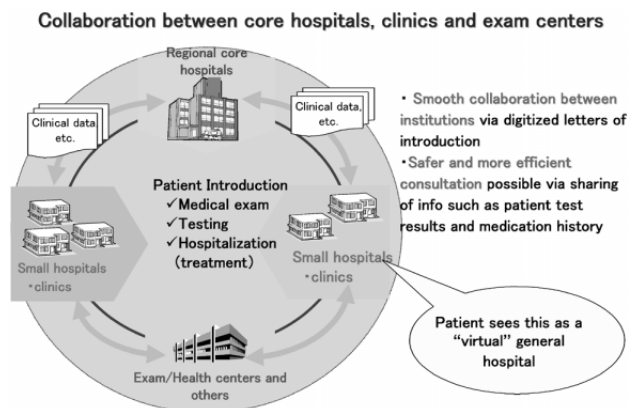 Collaboration between core hospitals, clinics and exam centers
Regional core
hospitals
Clinical data,
etc.
Clinical data,
etc.
・Smooth collaboration between
institutions via digitized letters of
introduction
・Safer and more efficient
consultation possible via sharing
of info such as patient test
results and medication history
Patient Introduction
✓Medical exam
✓Testing
✓Hospitalization
(treatment)
Small hospitals
・clinics
Small hospitals
・clinics
Patient sees this as a
“virtual” general
hospital
Exam/Health centers and
others